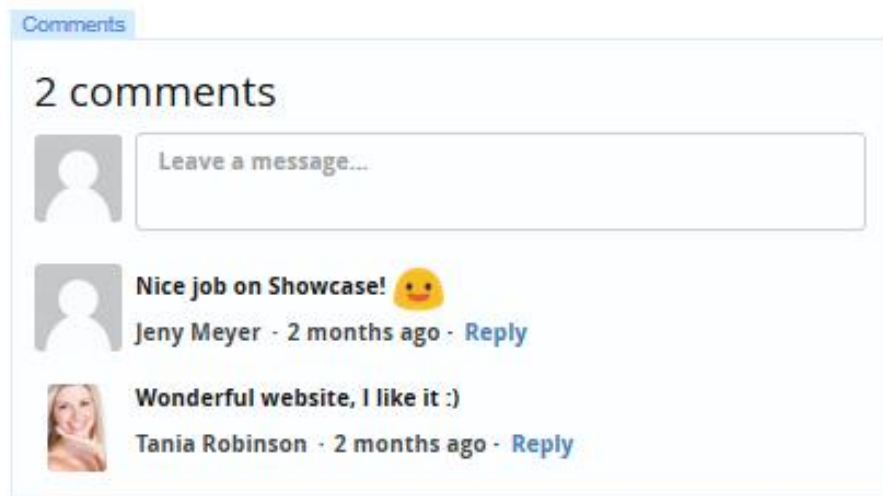 Comments
2 comments
Leave a message...
Nice job on Showcase!
Jeny Meyer · 2 months ago · Reply
Wonderful website, I like it :)
Tania Robinson · 2 months ago · Reply